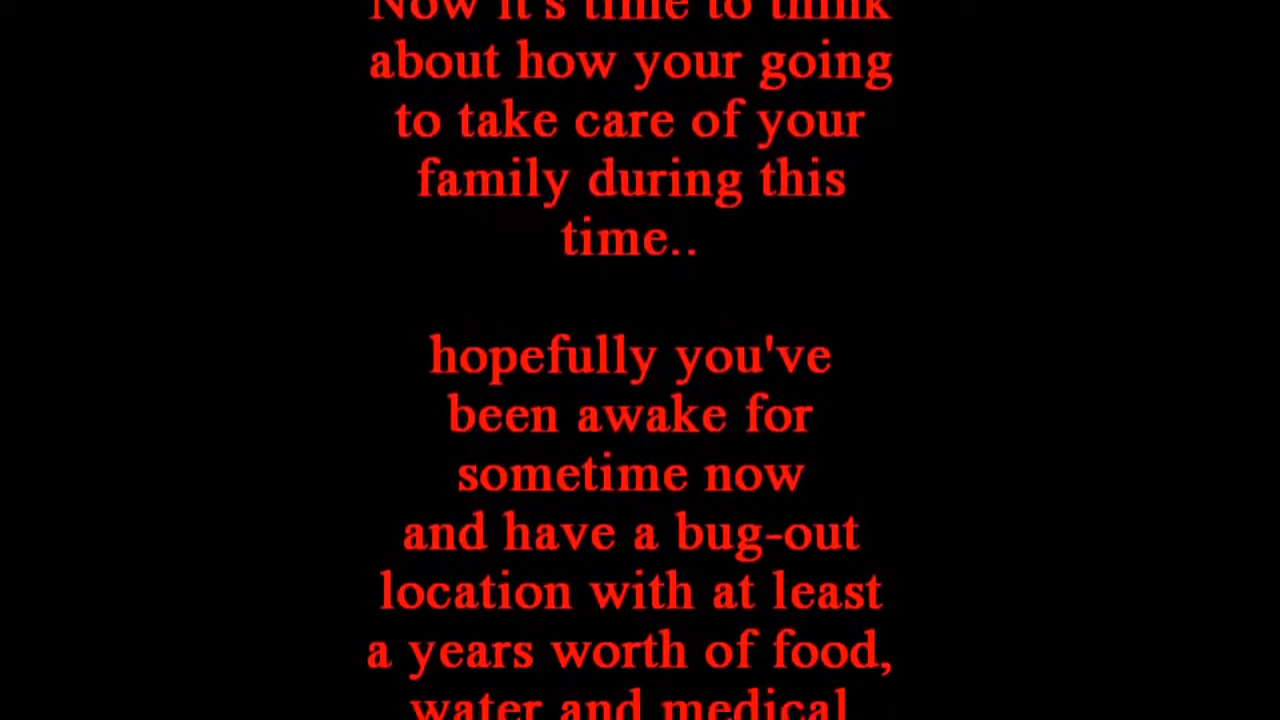 Now it's time to think
about how your going
to take care of your
family during this
time..
hopefully you've
been awake for
sometime now
and have a bug-out
location with at least
a years worth of food,
water and medical